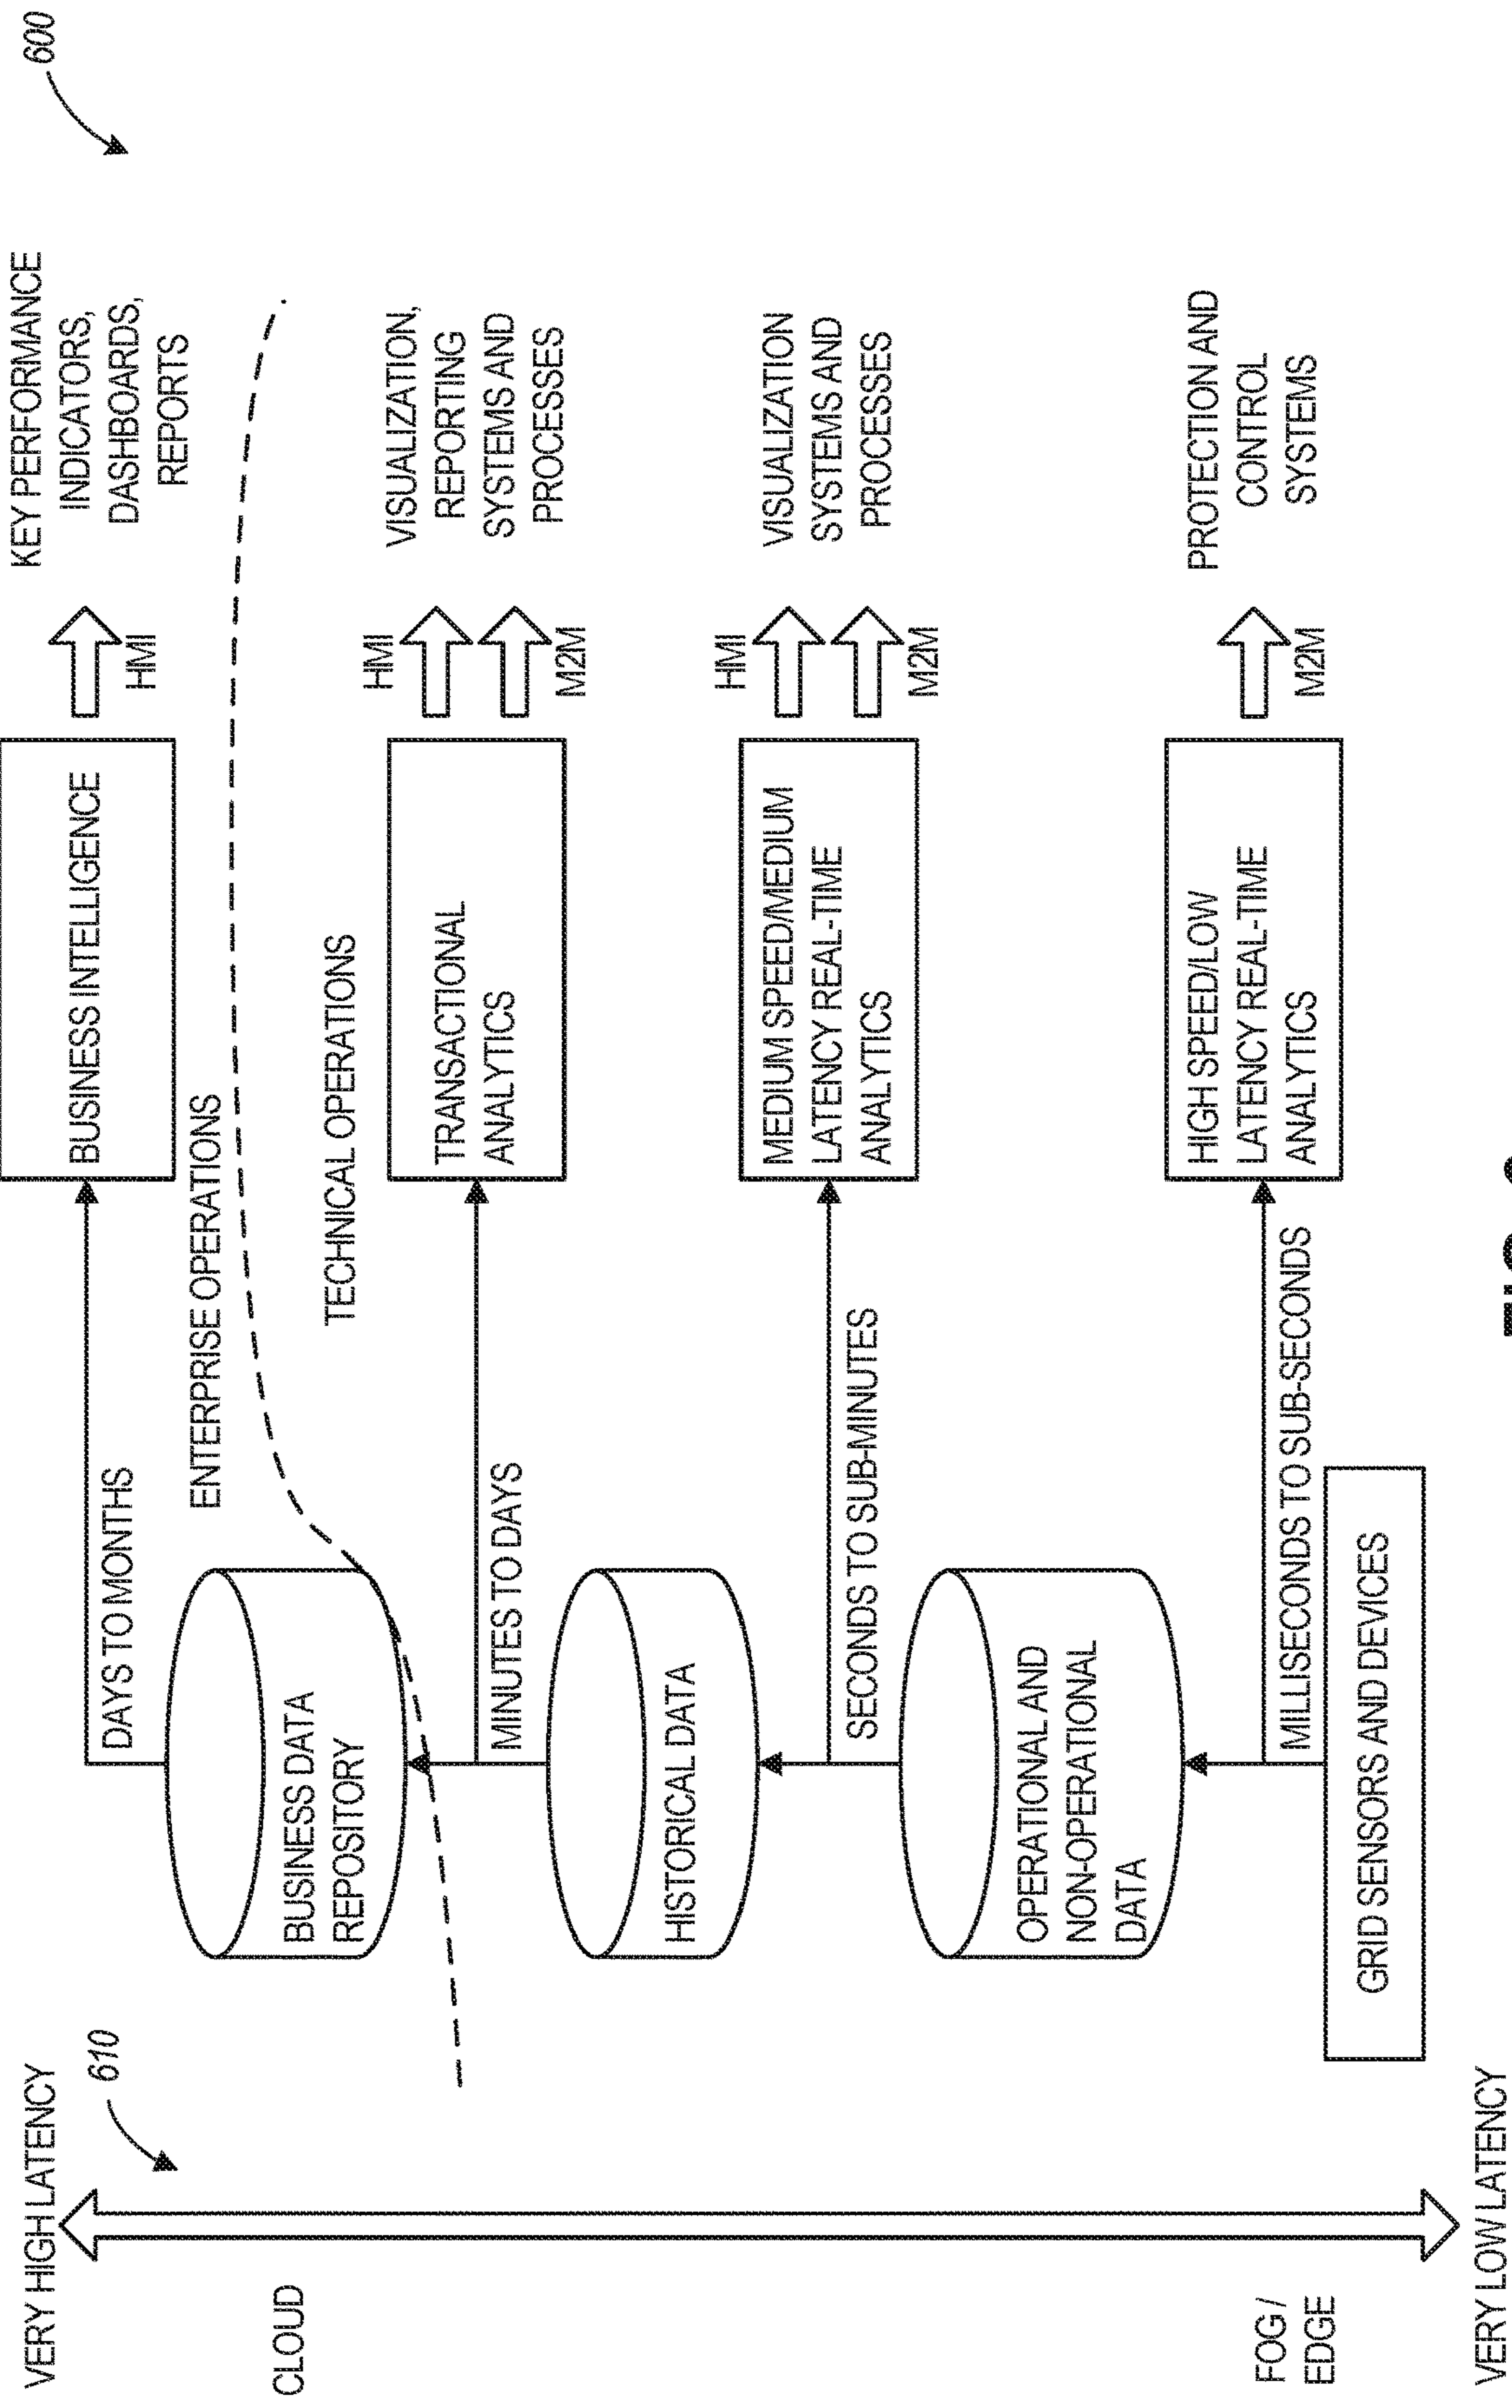 600
VERY HIGH LATENCY
610
CLOUD
FOG /
EDGE
VERY LOW LATENCY
DAYS TO MONTHS
BUSINESS INTELLIGENCE
HMI
KEY PERFORMANCE
INDICATORS,
DASHBOARDS,
REPORTS
BUSINESS DATA
REPOSITORY
ENTERPRISE OPERATIONS
TECHNICAL OPERATIONS
MINUTES TO DAYS
TRANSACTIONAL
ANALYTICS
HMI
M2M
VISUALIZATION,
REPORTING
SYSTEMS AND
PROCESSES
HISTORICAL DATA
SECONDS TO SUB-MINUTES
MEDIUM SPEED/MEDIUM
LATENCY REAL-TIME
ANALYTICS
HMI
M2M
VISUALIZATION
SYSTEMS AND
PROCESSES
OPERATIONAL AND
NON-OPERATIONAL
DATA
MILLISECONDS TO SUB-SECONDS
HIGH SPEED/LOW
LATENCY REAL-TIME
ANALYTICS
M2M
PROTECTION AND
CONTROL
SYSTEMS
GRID SENSORS AND DEVICES